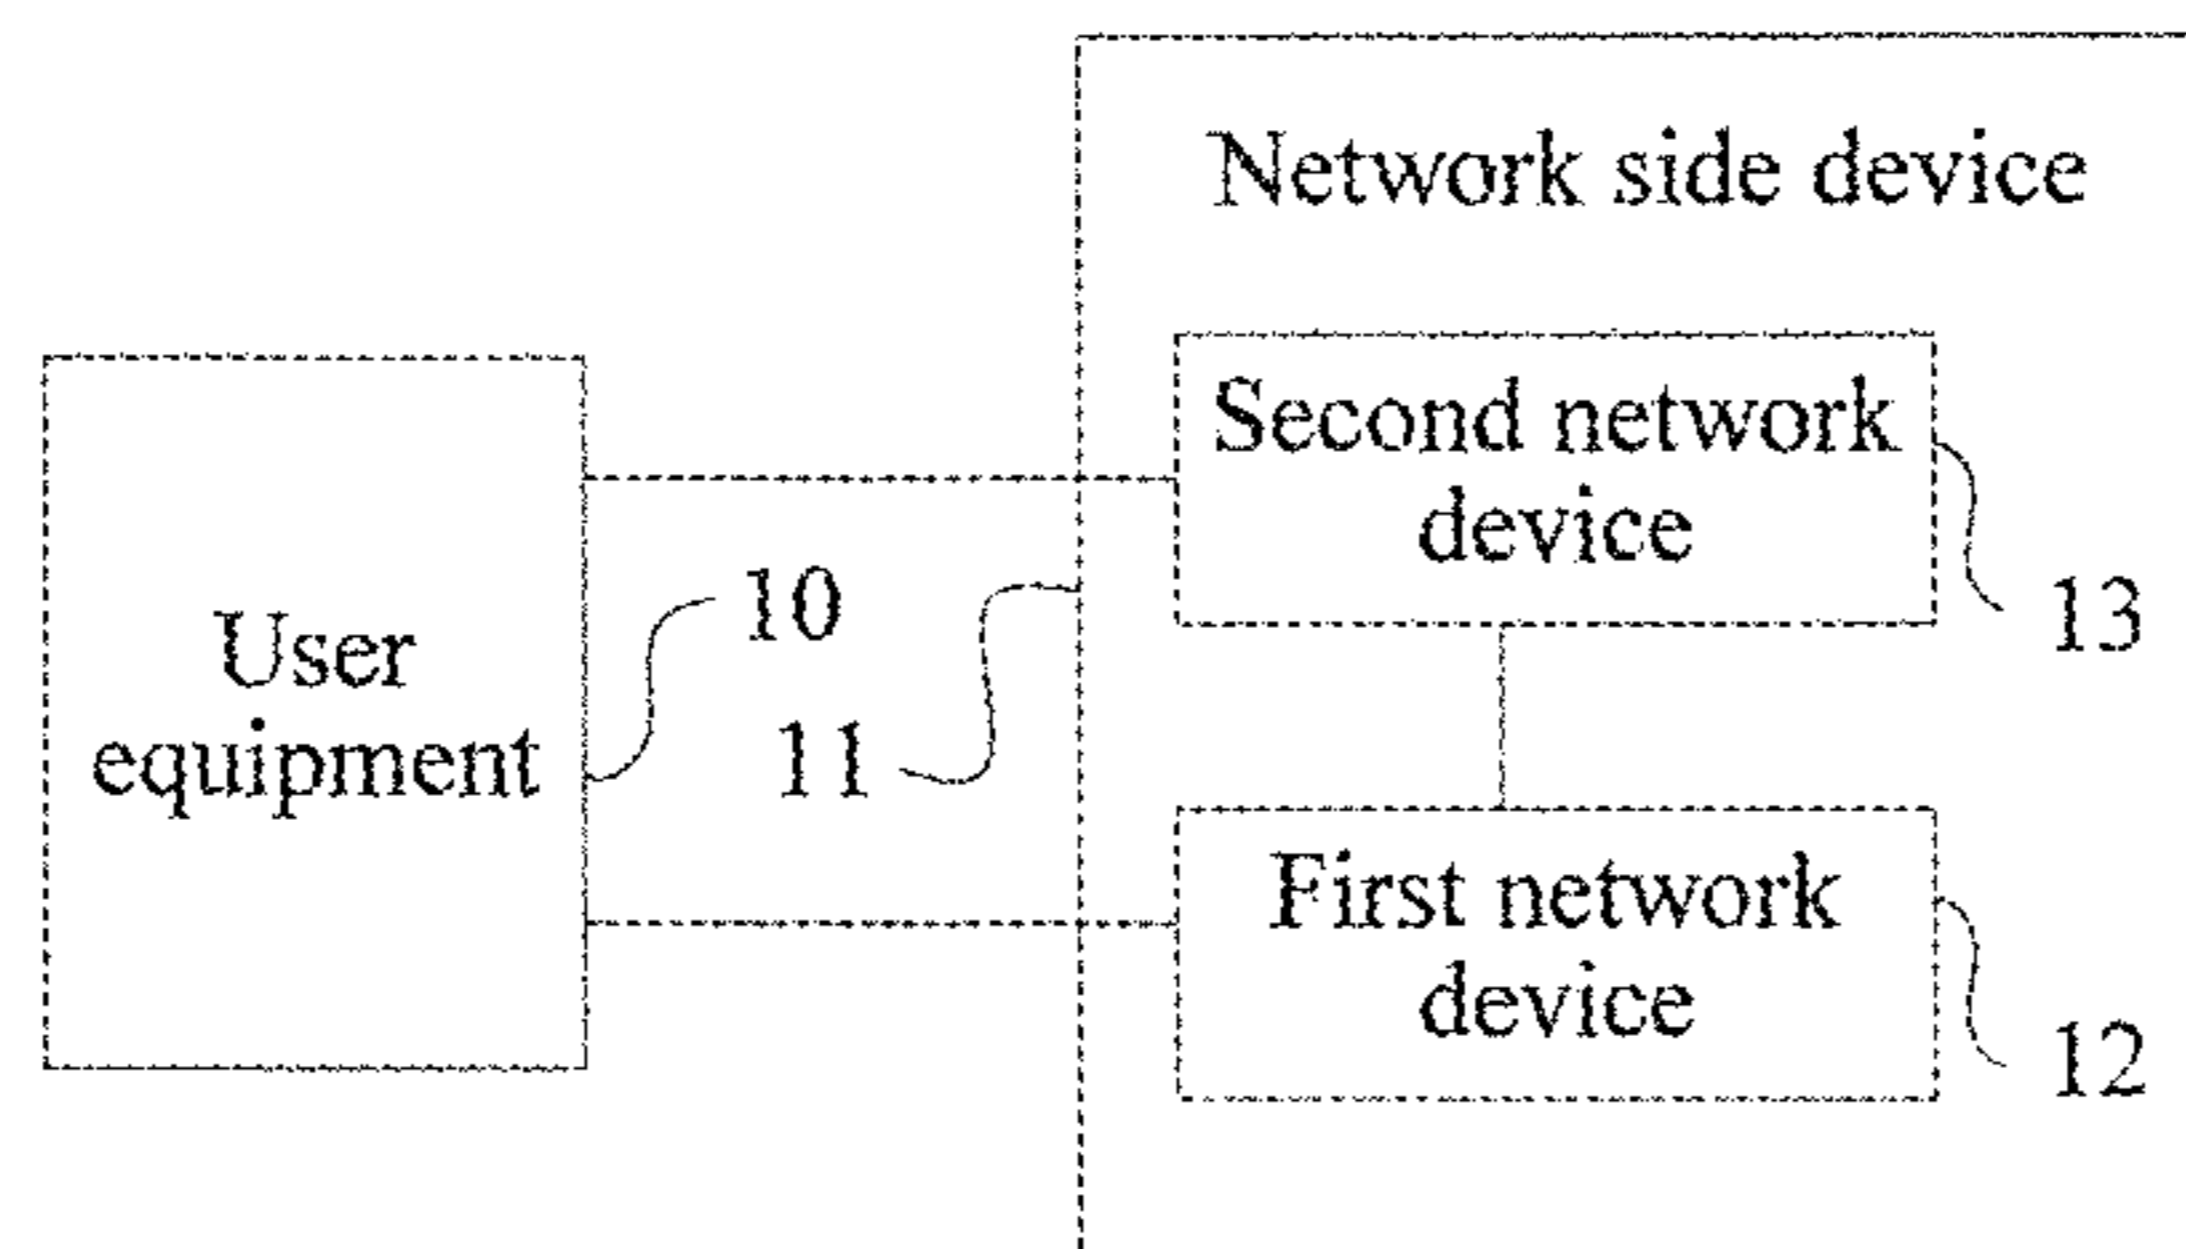 Network side device
Second network
device
10
13
User
equipment
11
First network
device
12